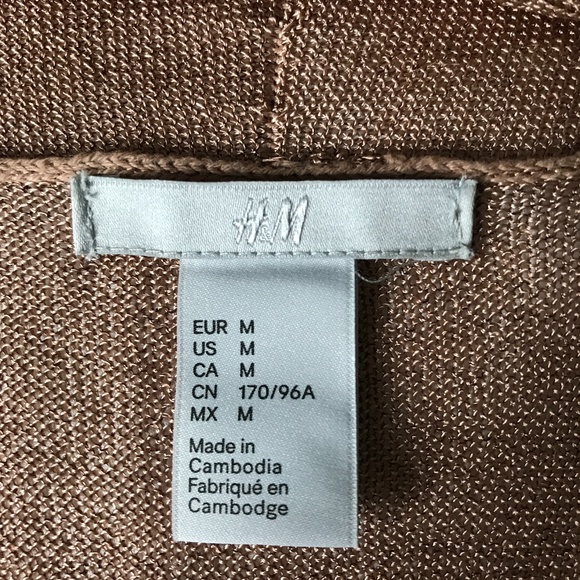 H&M
EUR M
US M
CA M
CN 170/96A
MX M
Made in
Cambodia
Fabriqué en
Cambodge